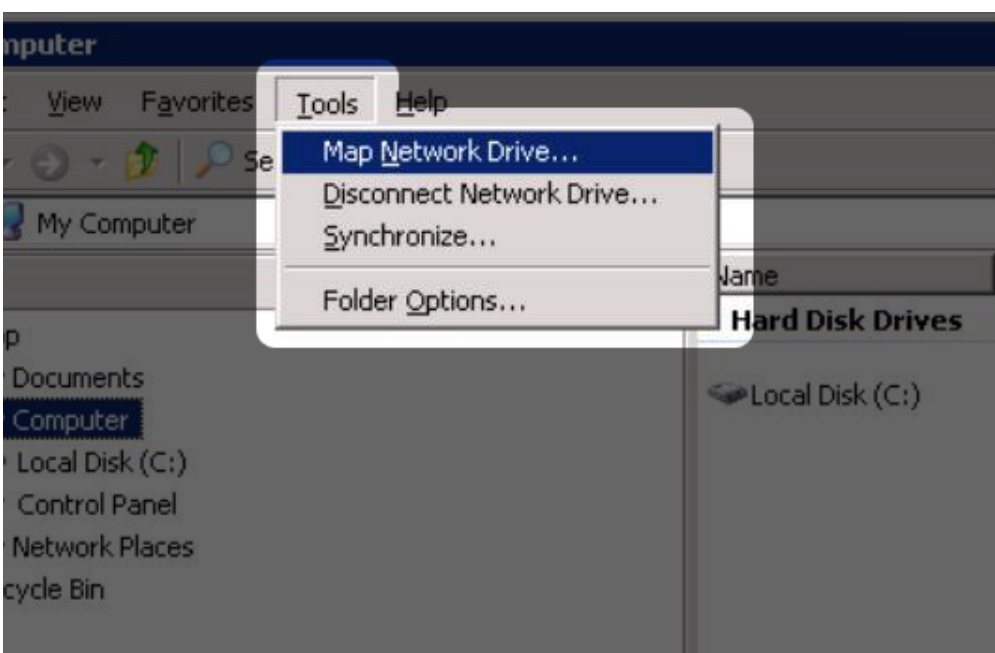 mputer
View Favorites Tools Help
Se
Map Network Drive...
My Computer
Disconnect Network Drive...
Synchronize...
Folder Options...
Name
Hard Disk Drives
p
Documents
Computer
Local Disk (C:)
Local Disk (C:)
Control Panel
Network Places
cycle Bin